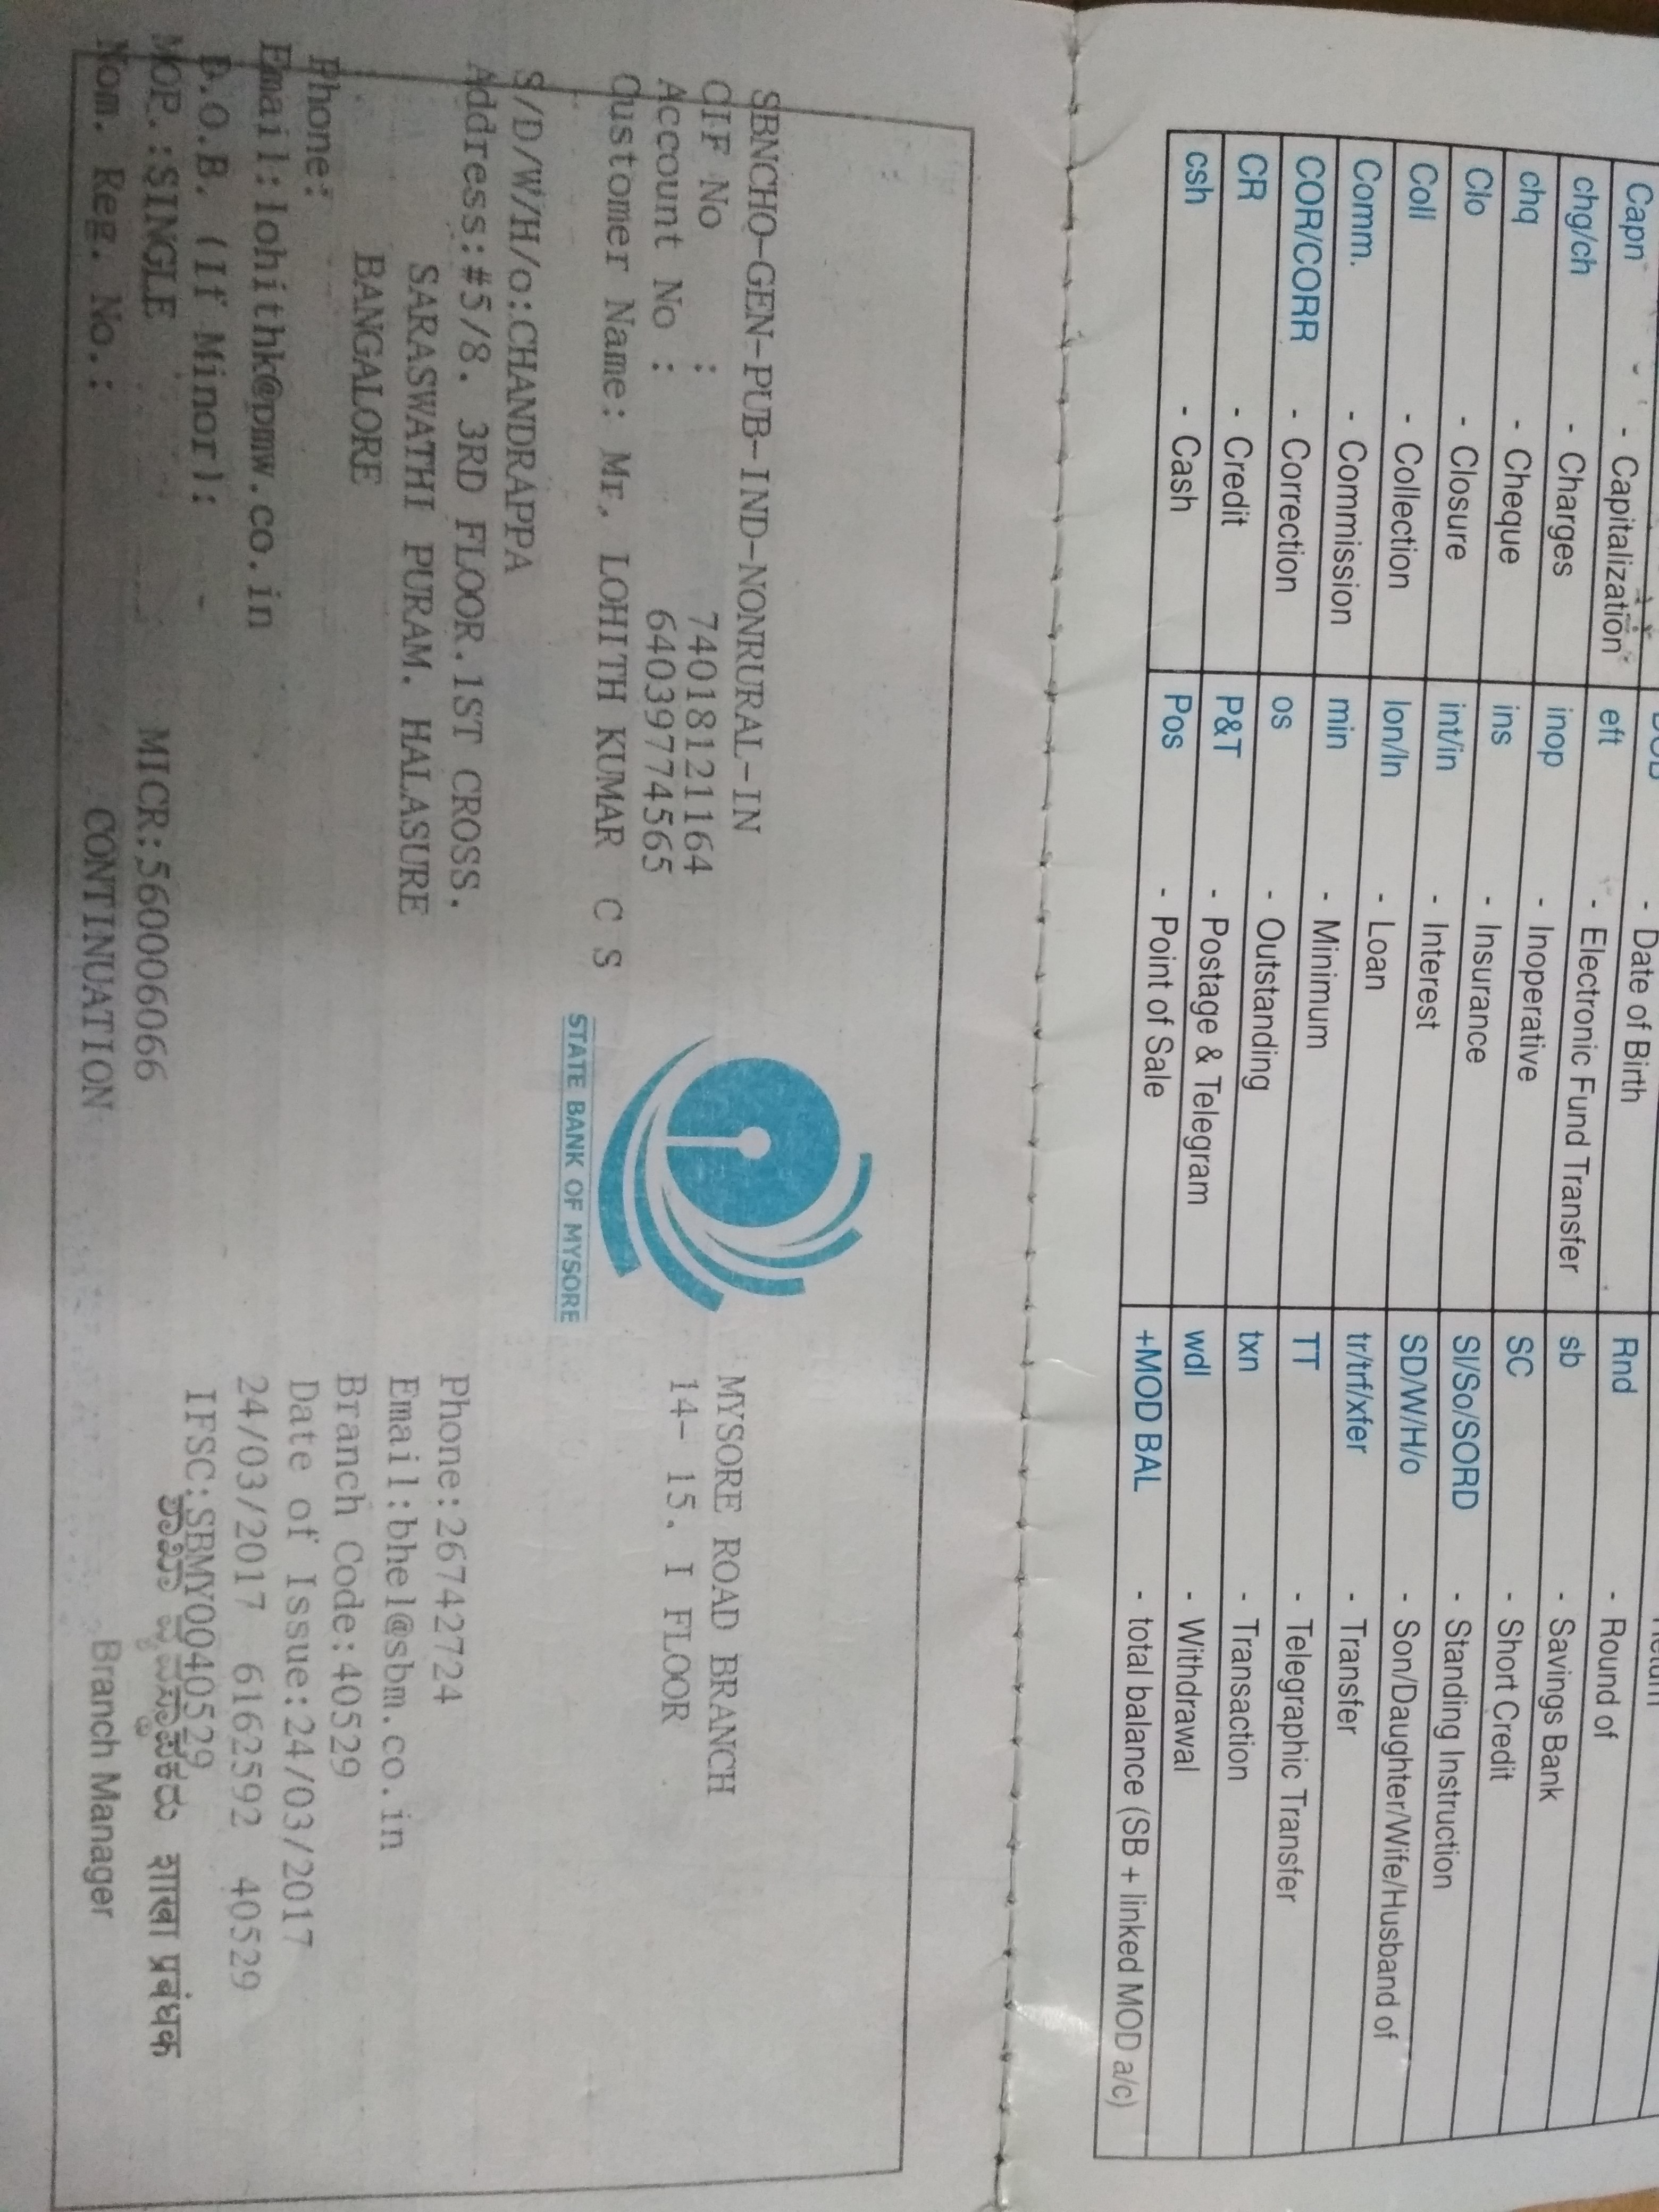 Capn - Capitalization
chg/ch - Charges
chq - Cheque
Clo - Closure
Coll - Collection
Comm. - Commission
COR/CORR - Correction
CR - Credit
csh - Cash
DOB - Date of Birth
eft - Electronic Fund Transfer
inop - Inoperative
ins - Insurance
int/in - Interest
lon/ln - Loan
min - Minimum
os - Outstanding
P&T - Postage & Telegram
Pos - Point of Sale
Return
Rnd - Round of
sb - Savings Bank
SC - Short Credit
SI/So/SORD - Standing Instruction
SD/W/H/o - Son/Daughter/Wife/Husband of
tr/trf/xfer - Transfer
TT - Telegraphic Transfer
txn - Transaction
wdl - Withdrawal
+MOD BAL - total balance (SB + linked MOD a/c)
SBNCHO-GEN-PUB-IND-NONRURAL-IN
CIF No : 74018121164
Account No : 64039774565
Customer Name: Mr. LOHITH KUMAR C S
S/D/W/H/o:CHANDRAPPA
Address:#5/8. 3RD FLOOR.1ST CROSS.
SARASWATHI PURAM. HALASURE
BANGALORE
Phone:
Email:lohithk@pmw.co.in
D.O.B. (If Minor): -
MOP.:SINGLE
Nom. Reg. No.:
MICR:560006066
CONTINUATION
STATE BANK OF MYSORE
MYSORE ROAD BRANCH
14- 15. I FLOOR
Phone:26742724
Email:bhel@sbm.co.in
Branch Code:40529
Date of Issue:24/03/2017
24/03/2017 6162592 40529
IFSC:SBMY0040529
ಶಾಖಾ ವ್ಯವಸ್ಥಾಪಕರು शाखा प्रबंधक
Branch Manager